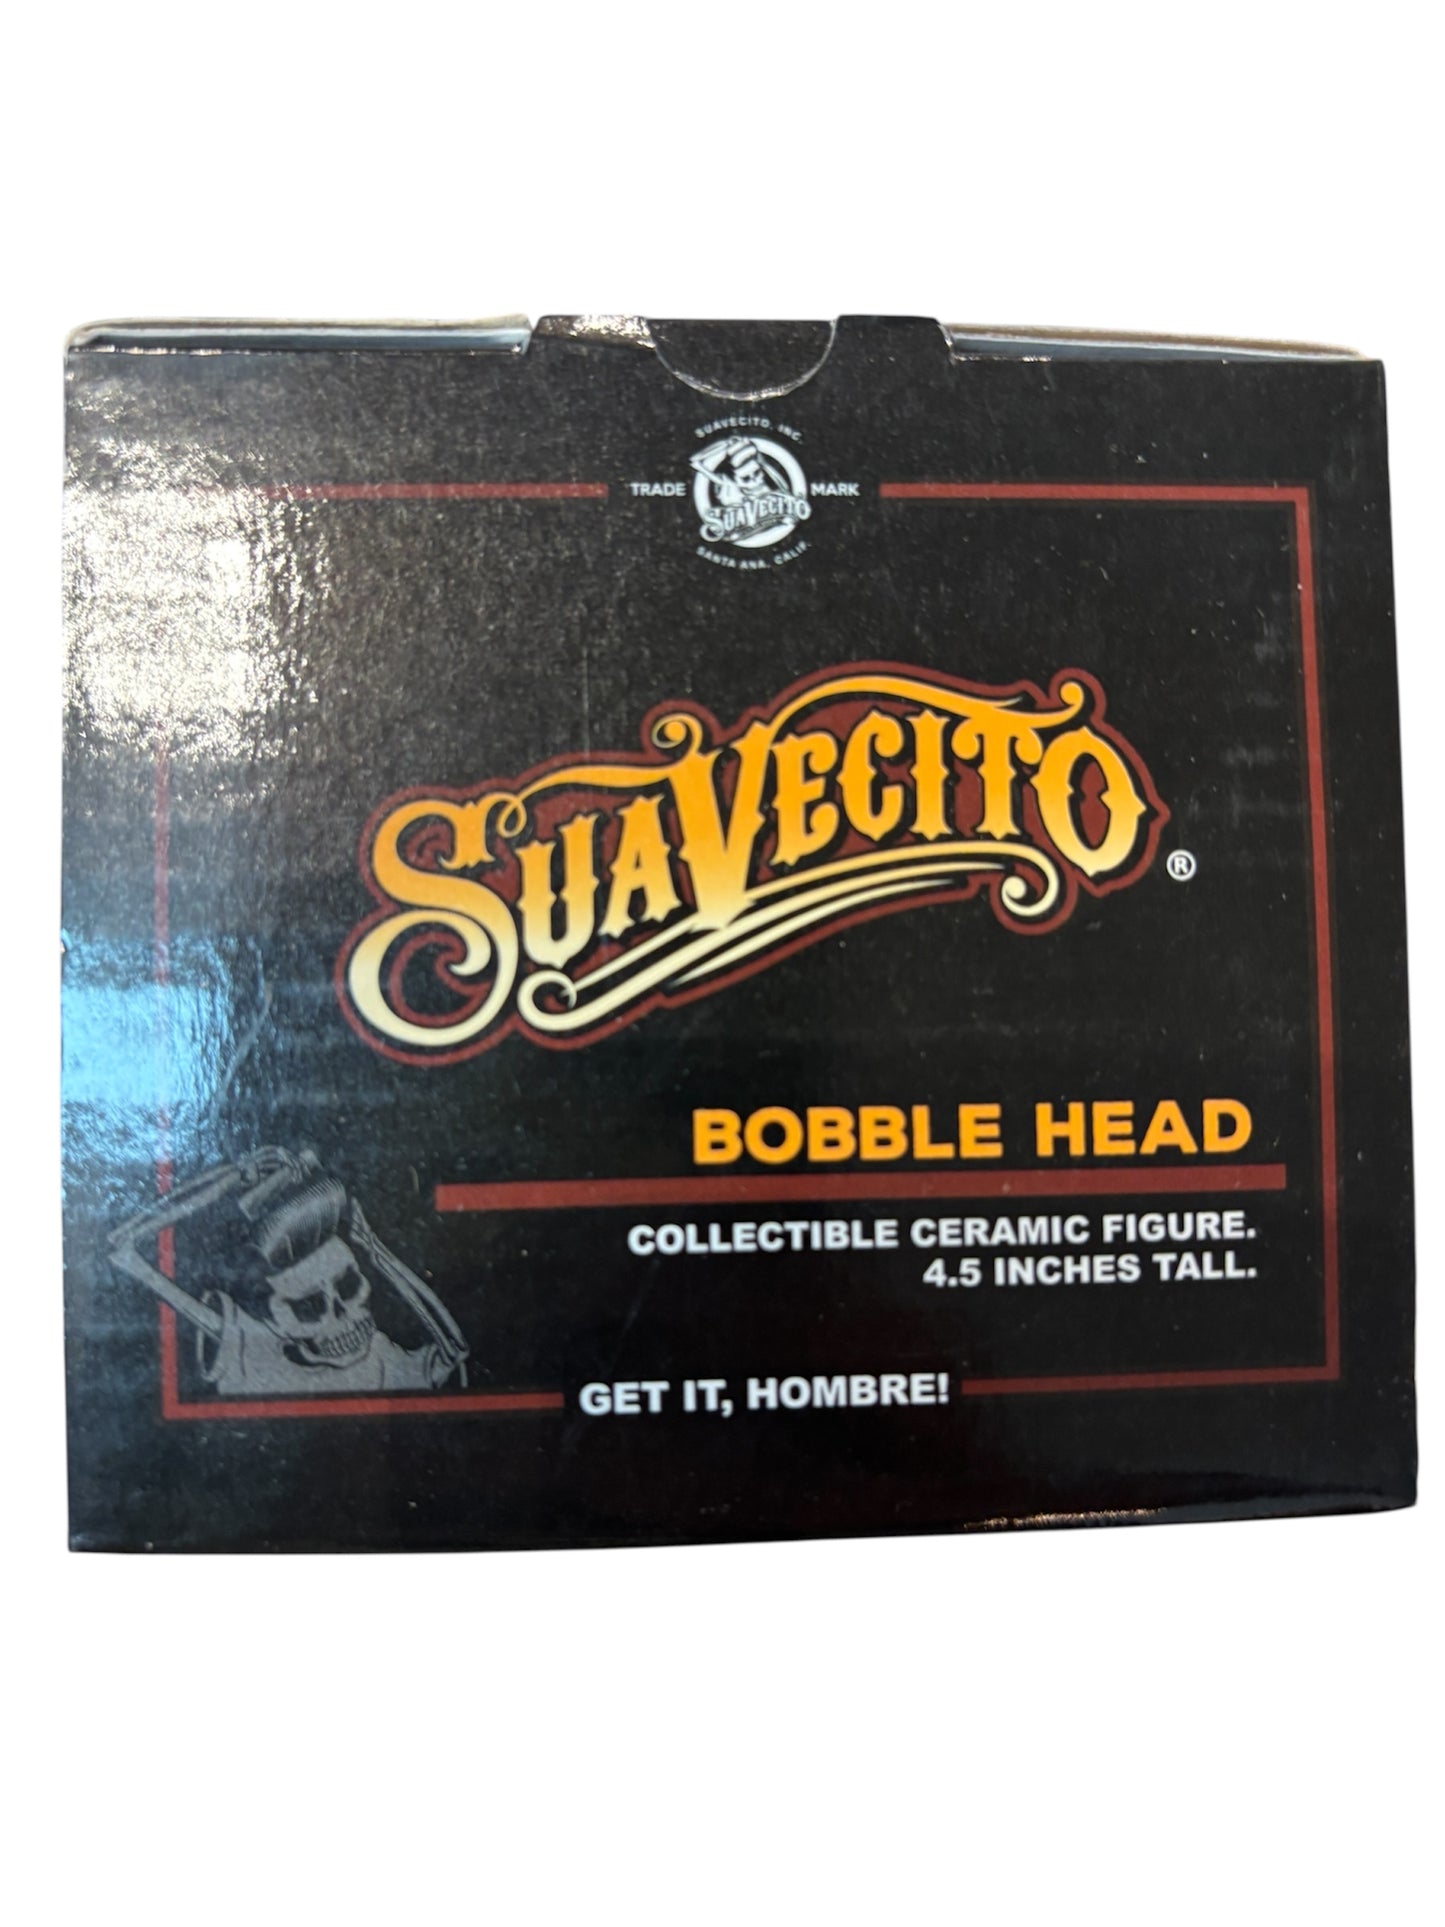 SUAVECITO, INC.
TRADE MARK
SUAVECITO
SANTA ANA, CALIF.
SUAVECITO
®
BOBBLE HEAD
COLLECTIBLE CERAMIC FIGURE.
4.5 INCHES TALL.
GET IT, HOMBRE!